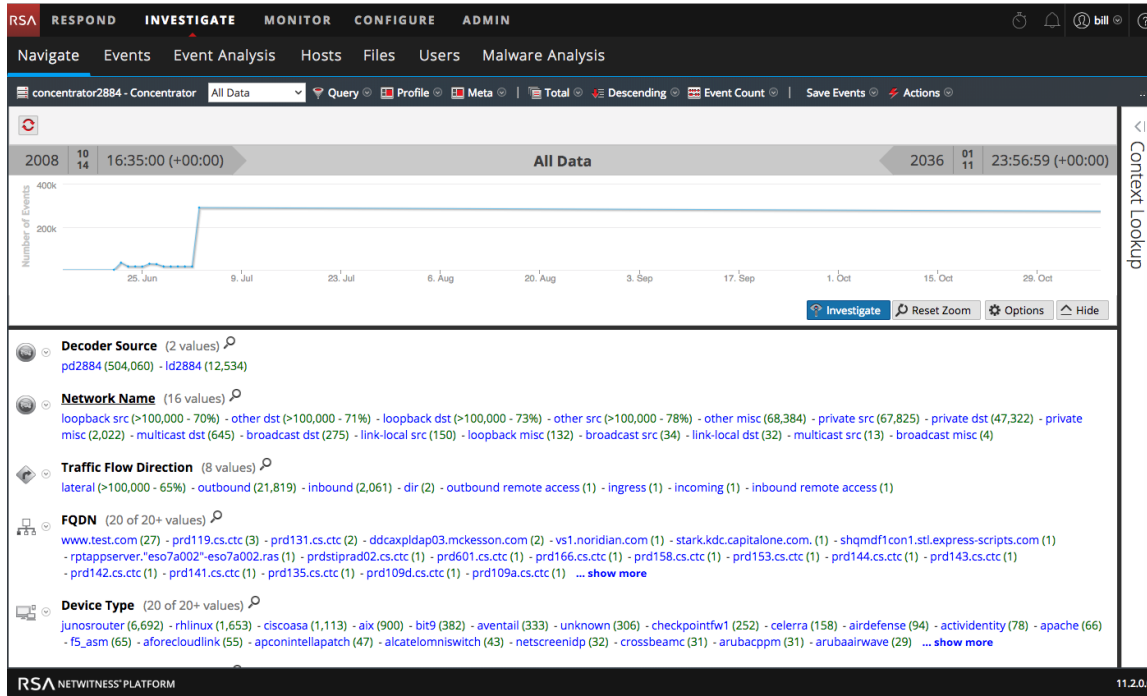 RSA RESPOND INVESTIGATE MONITOR CONFIGURE ADMIN bill
Navigate Events Event Analysis Hosts Files Users Malware Analysis
concentrator2884 - Concentrator All Data Query Profile Meta | Total Descending Event Count | Save Events Actions
2008 10 14 16:35:00 (+00:00) All Data 2036 01 11 23:56:59 (+00:00)
Context Lookup
Number of Events
400k
200k
25. Jun 9. Jul 23. Jul 6. Aug 20. Aug 3. Sep 17. Sep 1. Oct 15. Oct 29. Oct
Investigate Reset Zoom Options Hide
Decoder Source (2 values)
pd2884 (504,060) - ld2884 (12,534)
Network Name (16 values)
loopback src (>100,000 - 70%) - other dst (>100,000 - 71%) - loopback dst (>100,000 - 73%) - other src (>100,000 - 78%) - other misc (68,384) - private src (67,825) - private dst (47,322) - private
misc (2,022) - multicast dst (645) - broadcast dst (275) - link-local src (150) - loopback misc (132) - broadcast src (34) - link-local dst (32) - multicast src (13) - broadcast misc (4)
Traffic Flow Direction (8 values)
lateral (>100,000 - 65%) - outbound (21,819) - inbound (2,061) - dir (2) - outbound remote access (1) - ingress (1) - incoming (1) - inbound remote access (1)
FQDN (20 of 20+ values)
www.test.com (27) - prd119.cs.ctc (3) - prd131.cs.ctc (2) - ddcaxpldap03.mckesson.com (2) - vs1.noridian.com (1) - stark.kdc.capitalone.com. (1) - shqmdf1con1.stl.express-scripts.com (1)
- rptappserver."eso7a002"-eso7a002.ras (1) - prdstiprad02.cs.ctc (1) - prd601.cs.ctc (1) - prd166.cs.ctc (1) - prd158.cs.ctc (1) - prd153.cs.ctc (1) - prd144.cs.ctc (1) - prd143.cs.ctc (1)
- prd142.cs.ctc (1) - prd141.cs.ctc (1) - prd135.cs.ctc (1) - prd109d.cs.ctc (1) - prd109a.cs.ctc (1) ... show more
Device Type (20 of 20+ values)
junosrouter (6,692) - rhlinux (1,653) - ciscoasa (1,113) - aix (900) - bit9 (382) - aventail (333) - unknown (306) - checkpointfw1 (252) - celerra (158) - airdefense (94) - actividentity (78) - apache (66)
- f5_asm (65) - aforecloudlink (55) - apconintellapatch (47) - alcatelomniswitch (43) - netscreenidp (32) - crossbeamc (31) - arubacppm (31) - arubaairwave (29) ... show more
RSA NETWITNESS® PLATFORM 11.2.0.